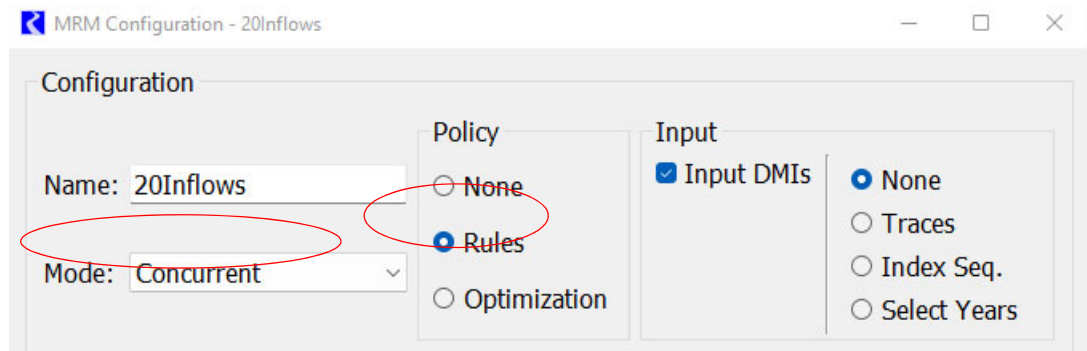 MRM Configuration - 20Inflows
Configuration
Name: 20Inflows
Mode: Concurrent
Policy
None
Rules
Optimization
Input
Input DMIs
None
Traces
Index Seq.
Select Years